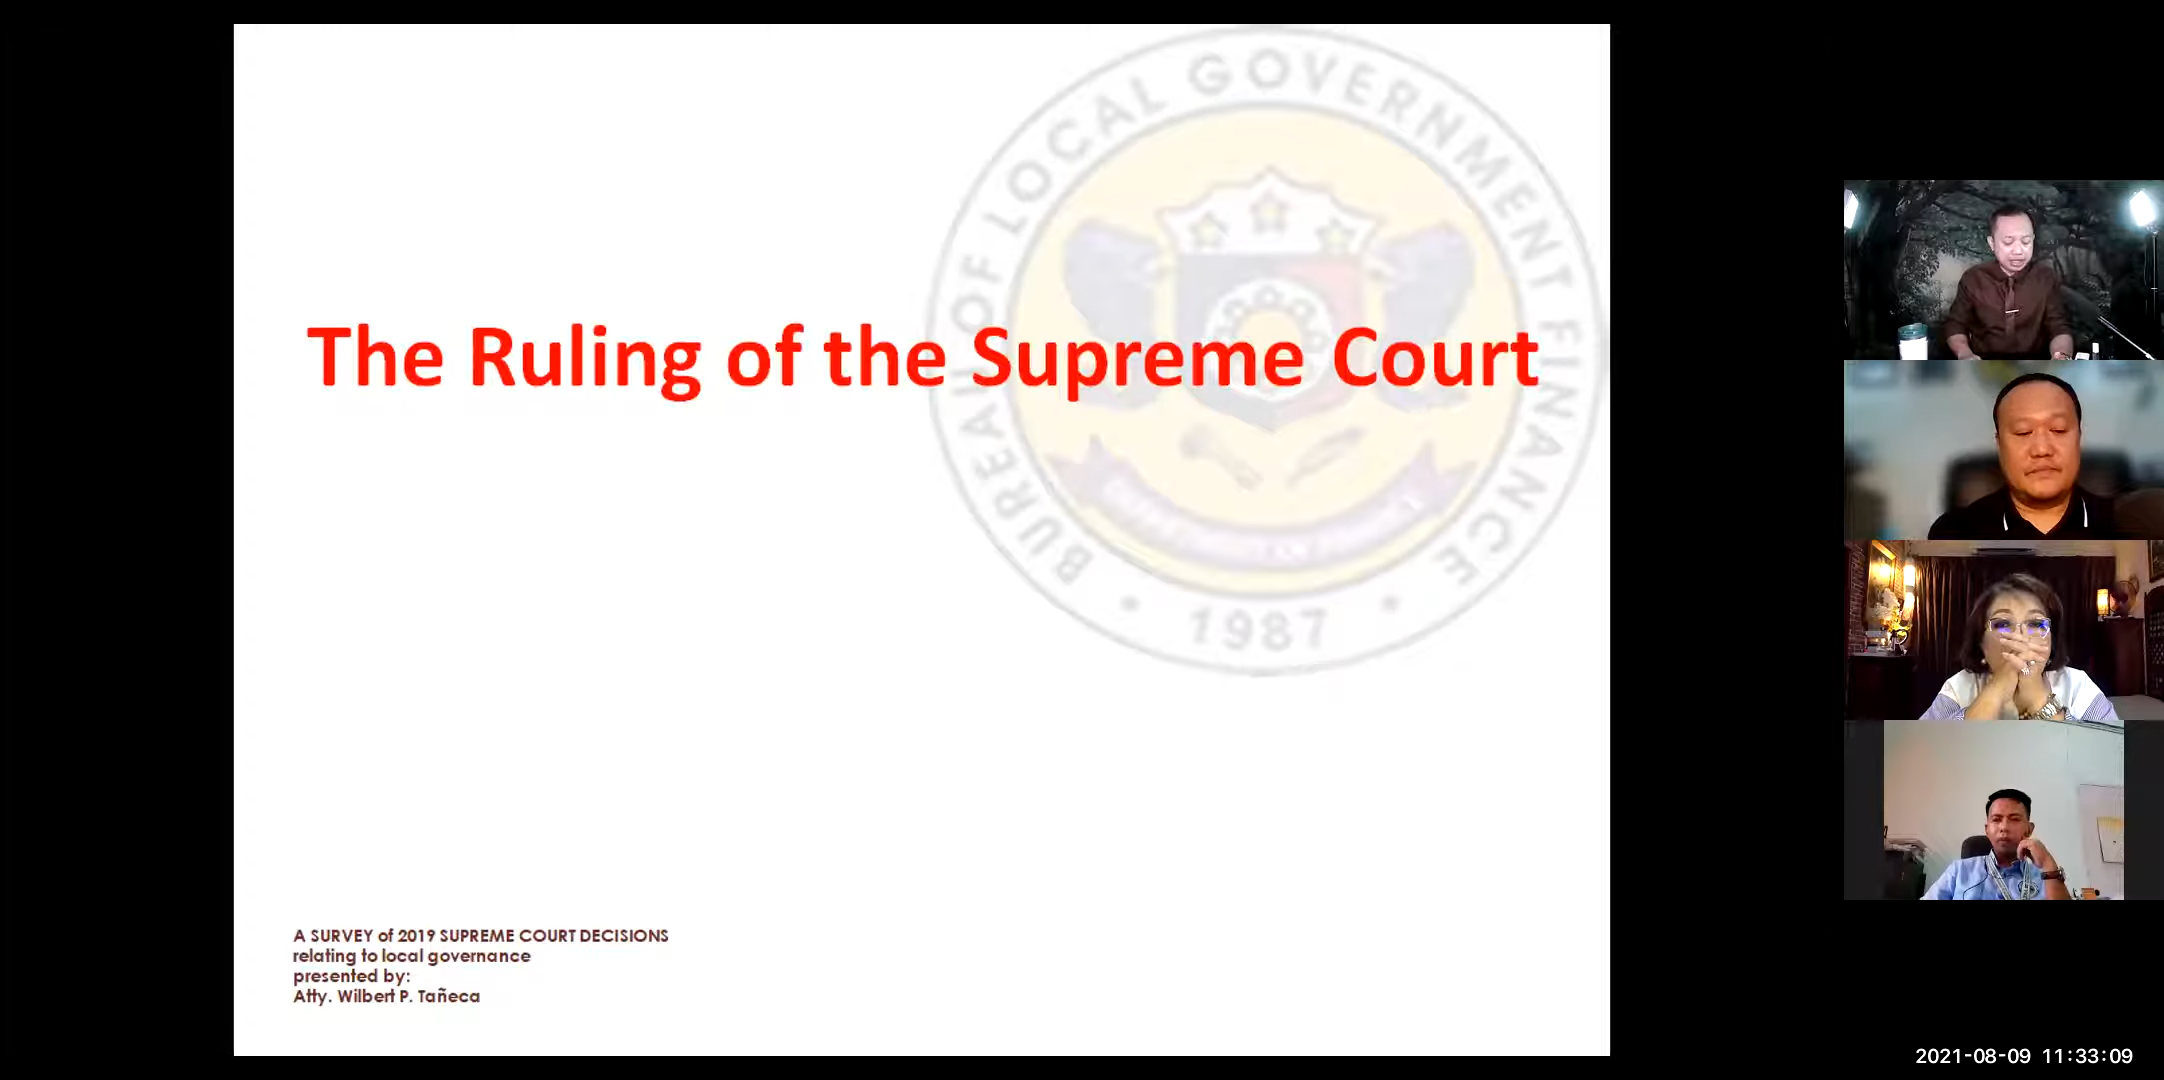 BUREAU OF LOCAL GOVERNMENT FINANCE
1987
The Ruling of the Supreme Court
A SURVEY of 2019 SUPREME COURT DECISIONS
relating to local governance
presented by:
Atty. Wilbert P. Tañeca
2021-08-09 11:33:09